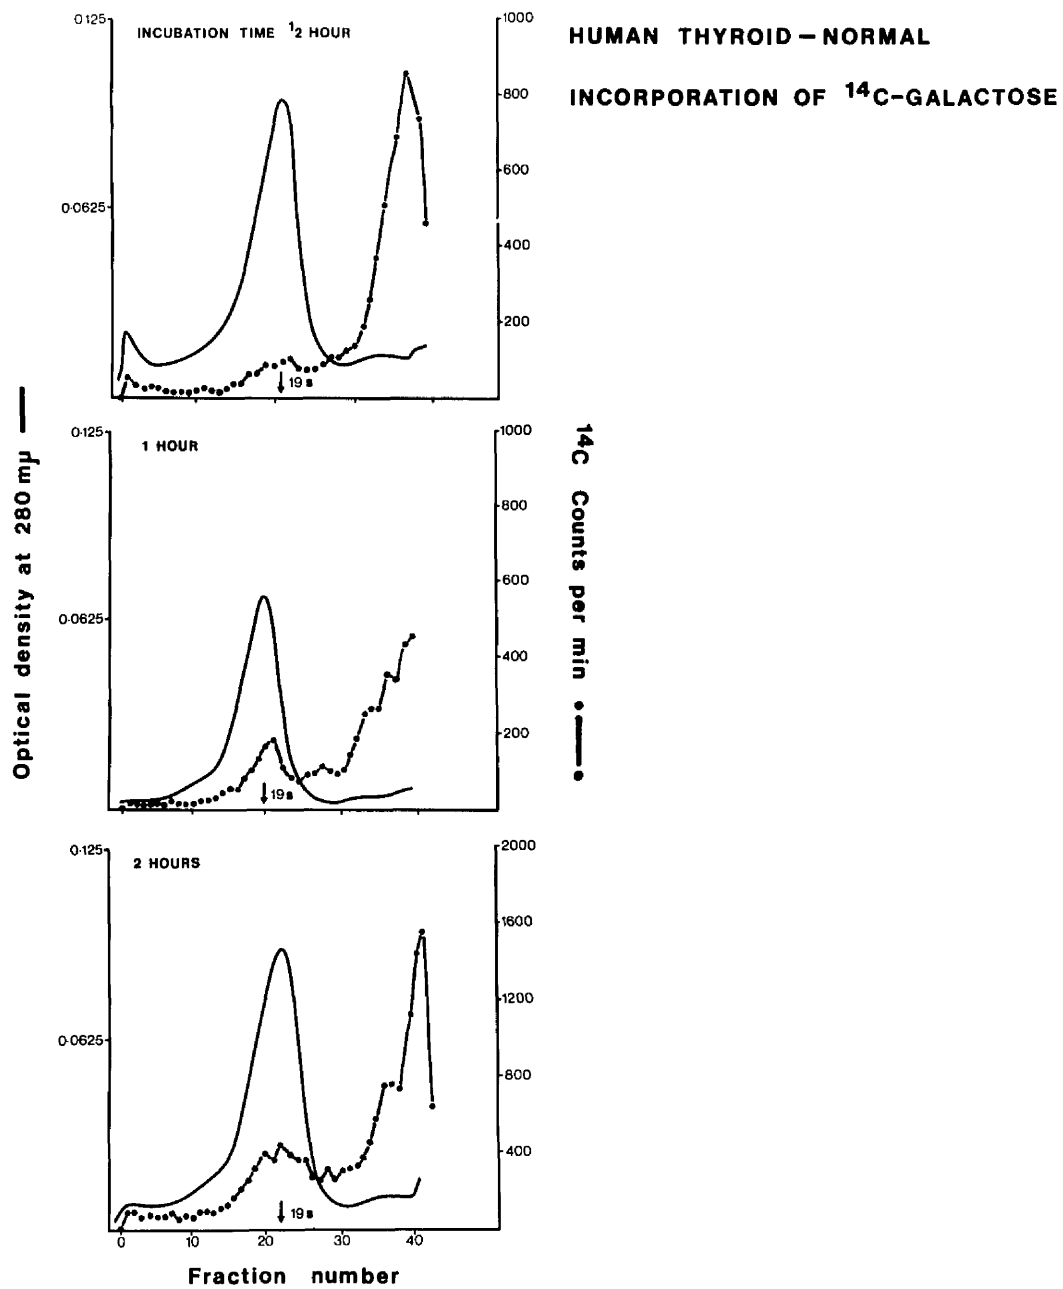 HUMAN THYROID – NORMAL
INCORPORATION OF 14C-GALACTOSE
INCUBATION TIME 1/2 HOUR
0·125
0·0625
1000
800
600
400
200
19 s
1 HOUR
0·125
0·0625
1000
800
600
400
200
19 s
2 HOURS
0·125
0·0625
2000
1600
1200
800
400
19 s
0 10 20 30 40
Fraction number
Optical density at 280 mμ
14C Counts per min